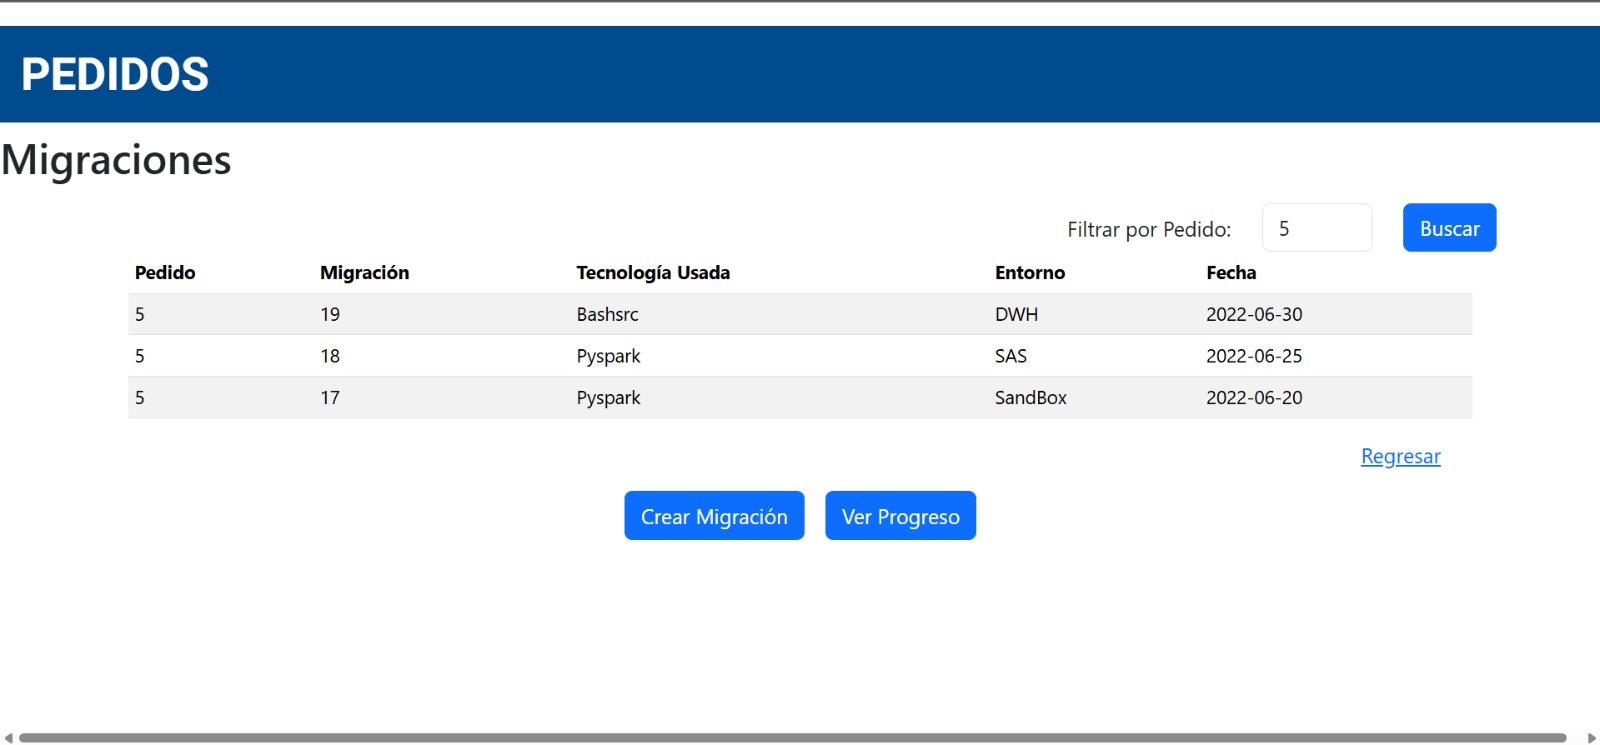 PEDIDOS
Migraciones
Filtrar por Pedido: 5 Buscar
Pedido Migración Tecnología Usada Entorno Fecha
5 19 Bashsrc DWH 2022-06-30
5 18 Pyspark SAS 2022-06-25
5 17 Pyspark SandBox 2022-06-20
Regresar
Crear Migración Ver Progreso